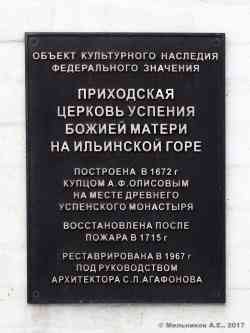 ОБЪЕКТ КУЛЬТУРНОГО НАСЛЕДИЯ
ФЕДЕРАЛЬНОГО ЗНАЧЕНИЯ
ПРИХОДСКАЯ
ЦЕРКОВЬ УСПЕНИЯ
БОЖИЕЙ МАТЕРИ
НА ИЛЬИНСКОЙ ГОРЕ
ПОСТРОЕНА В 1672 г
КУПЦОМ А.Ф.ОЛИСОВЫМ
НА МЕСТЕ ДРЕВНЕГО
УСПЕНСКОГО МОНАСТЫРЯ
ВОССТАНОВЛЕНА ПОСЛЕ
ПОЖАРА В 1715 г
РЕСТАВРИРОВАНА В 1967 г
ПОД РУКОВОДСТВОМ
АРХИТЕКТОРА С.Л.АГАФОНОВА
© Мельников А.Е., 2017